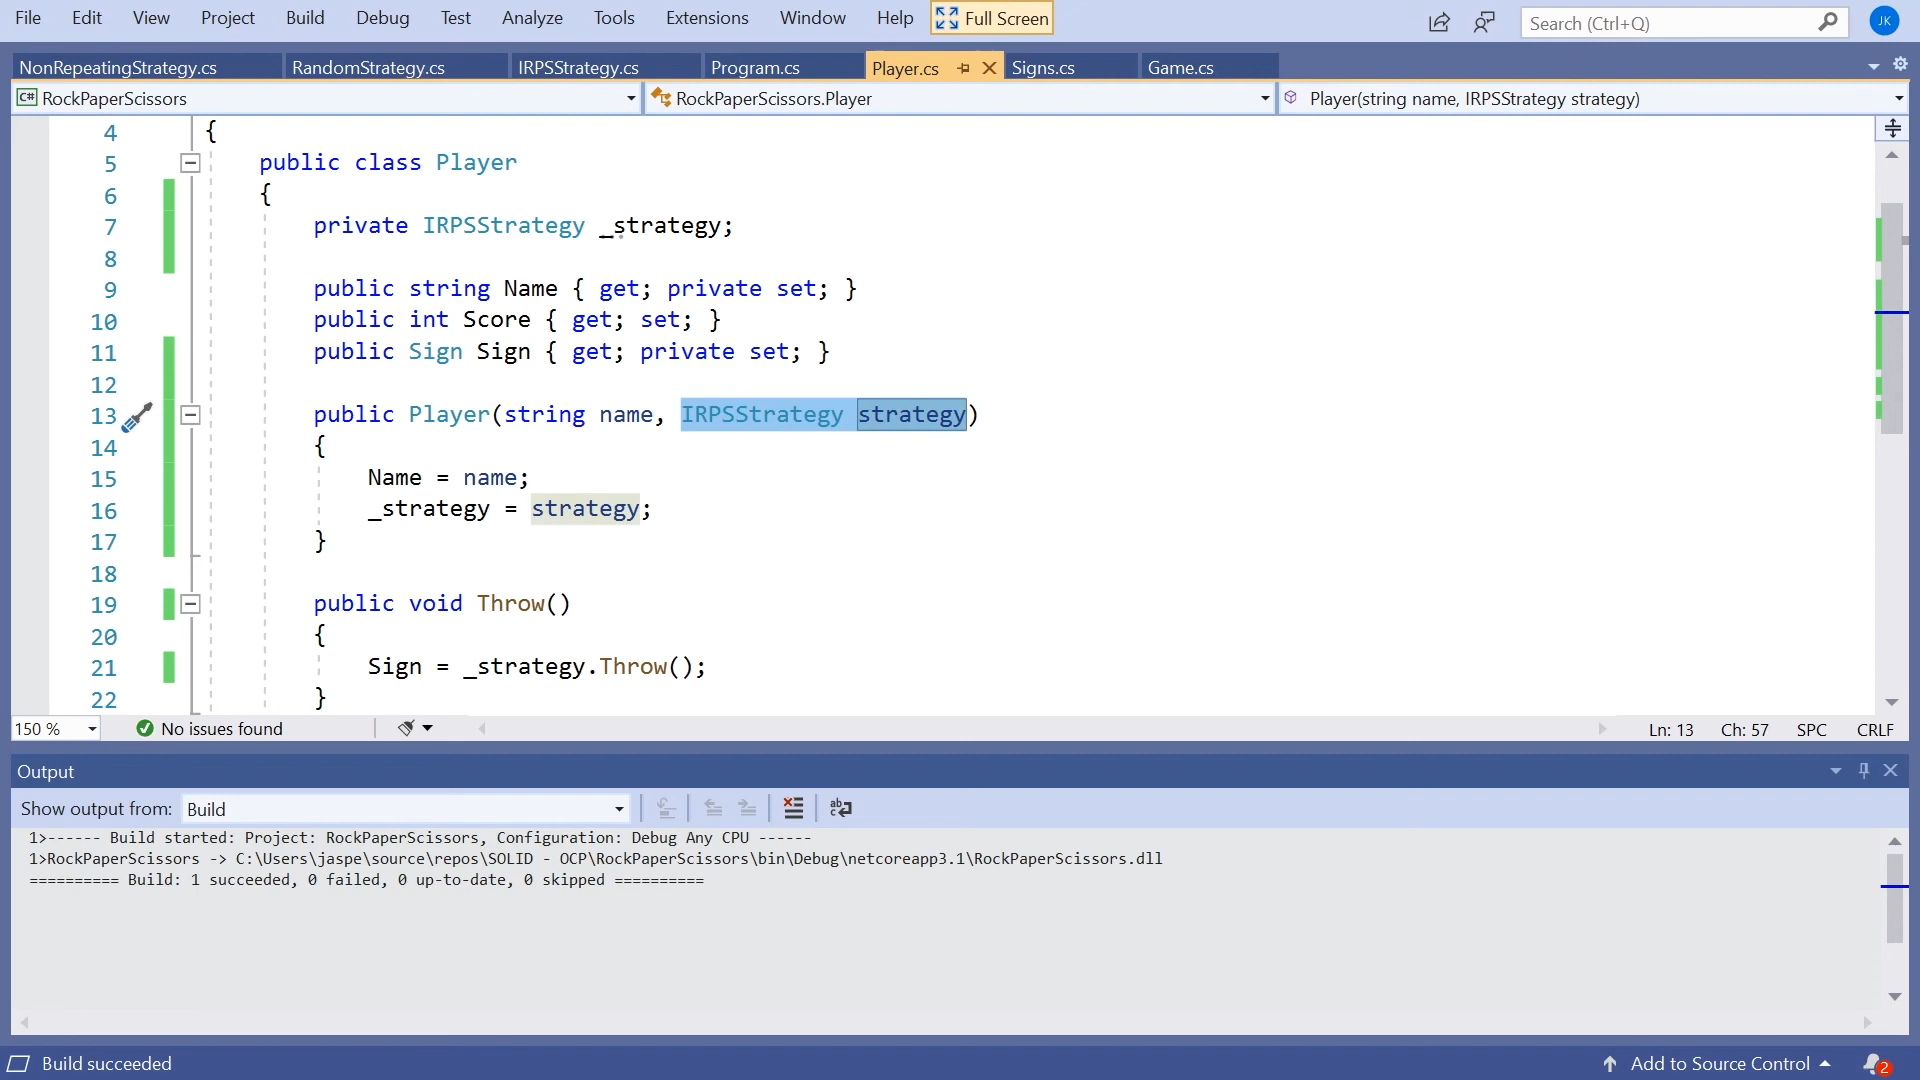 File Edit View Project Build Debug Test Analyze Tools Extensions Window Help Full Screen Search (Ctrl+Q) JK
NonRepeatingStrategy.cs RandomStrategy.cs IRPSStrategy.cs Program.cs Player.cs Signs.cs Game.cs
C# RockPaperScissors RockPaperScissors.Player Player(string name, IRPSStrategy strategy)
4 {
5 public class Player
6 {
7 private IRPSStrategy _strategy;
8
9 public string Name { get; private set; }
10 public int Score { get; set; }
11 public Sign Sign { get; private set; }
12
13 public Player(string name, IRPSStrategy strategy)
14 {
15 Name = name;
16 _strategy = strategy;
17 }
18
19 public void Throw()
20 {
21 Sign = _strategy.Throw();
22 }
150 % No issues found Ln: 13 Ch: 57 SPC CRLF
Output
Show output from: Build
1>------ Build started: Project: RockPaperScissors, Configuration: Debug Any CPU ------
1>RockPaperScissors -> C:\Users\jaspe\source\repos\SOLID - OCP\RockPaperScissors\bin\Debug\netcoreapp3.1\RockPaperScissors.dll
========== Build: 1 succeeded, 0 failed, 0 up-to-date, 0 skipped ==========
Build succeeded Add to Source Control 2